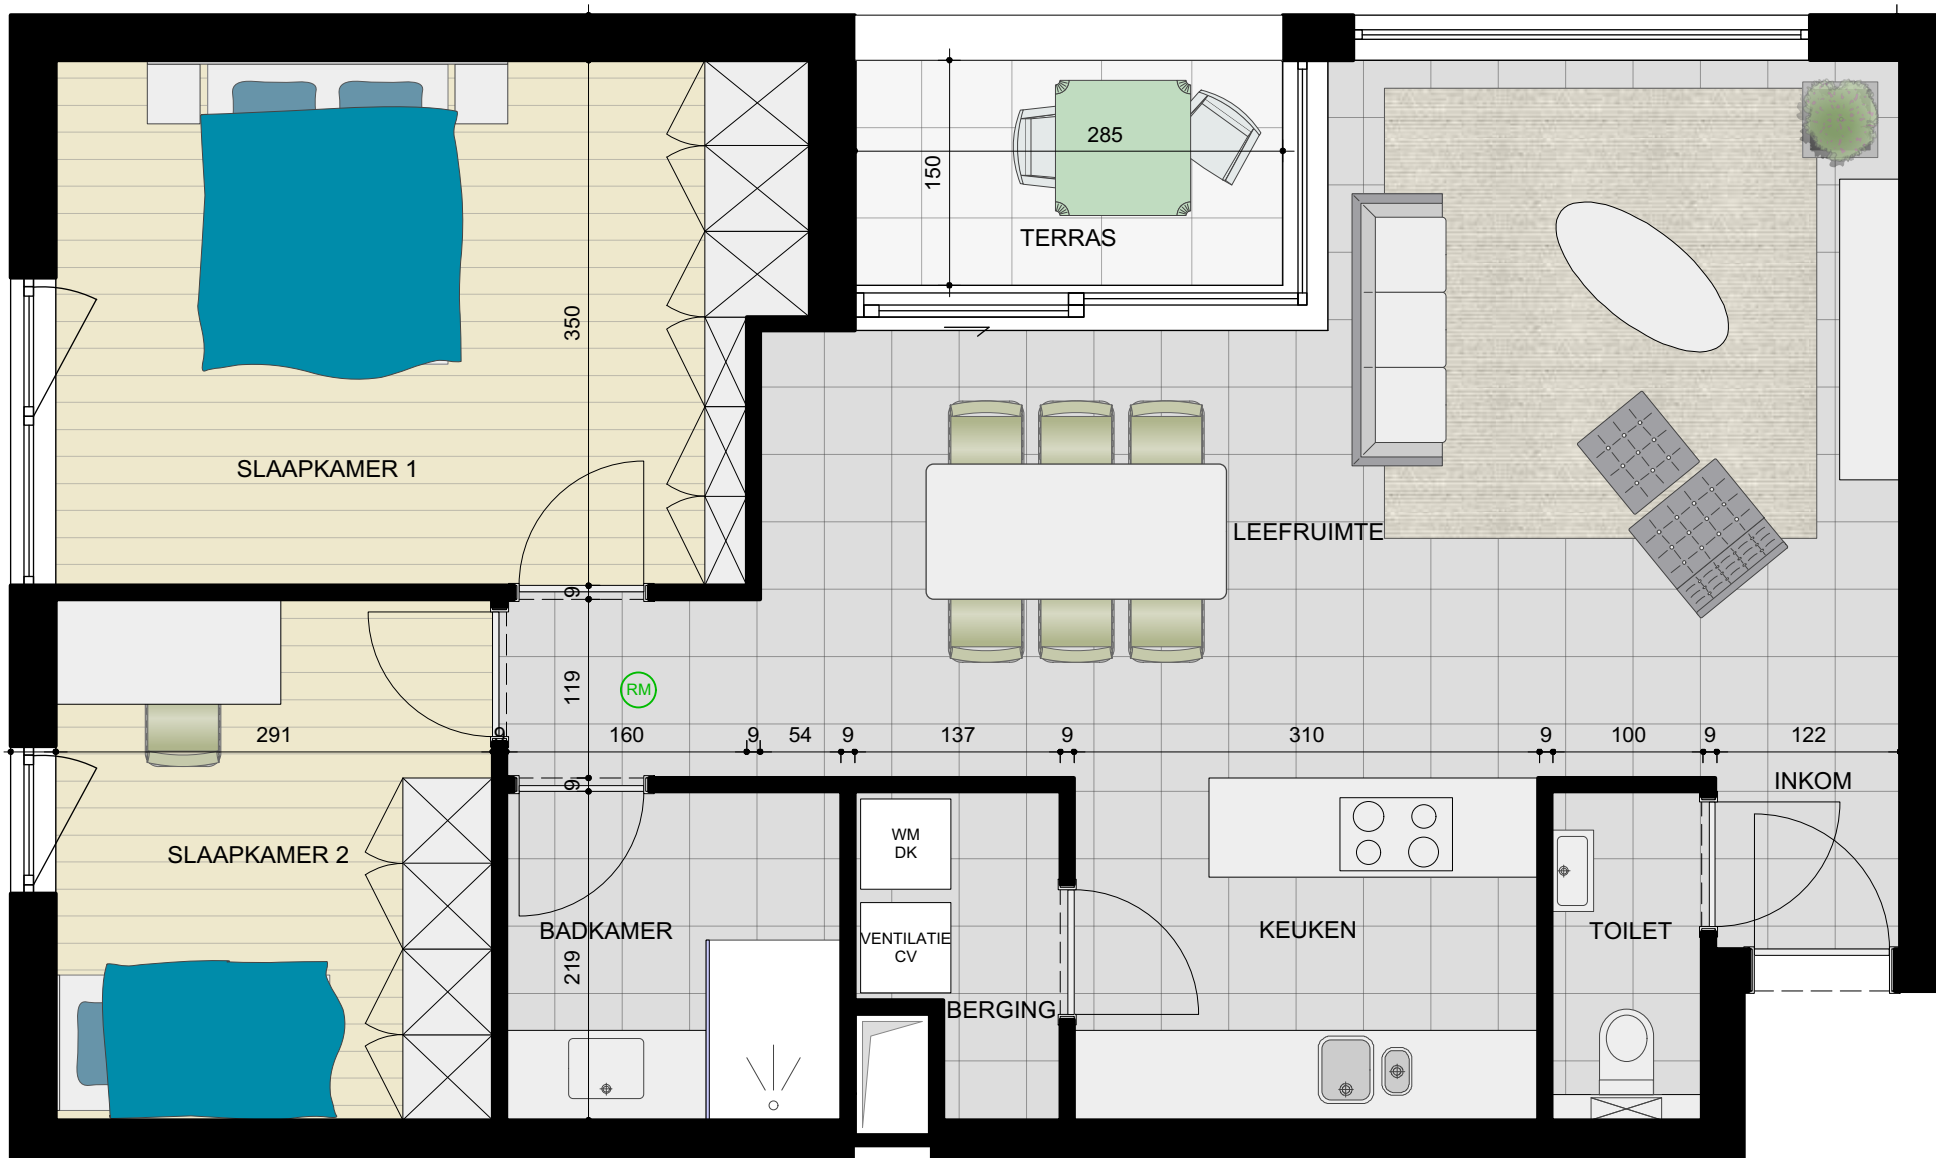 285
150
TERRAS
350
SLAAPKAMER 1
LEEFRUIMTE
9
119
RM
291
9
160
9
54
9
137
9
310
9
100
9
122
9
INKOM
SLAAPKAMER 2
WM
DK
BADKAMER
VENTILATIE
CV
KEUKEN
TOILET
219
BERGING